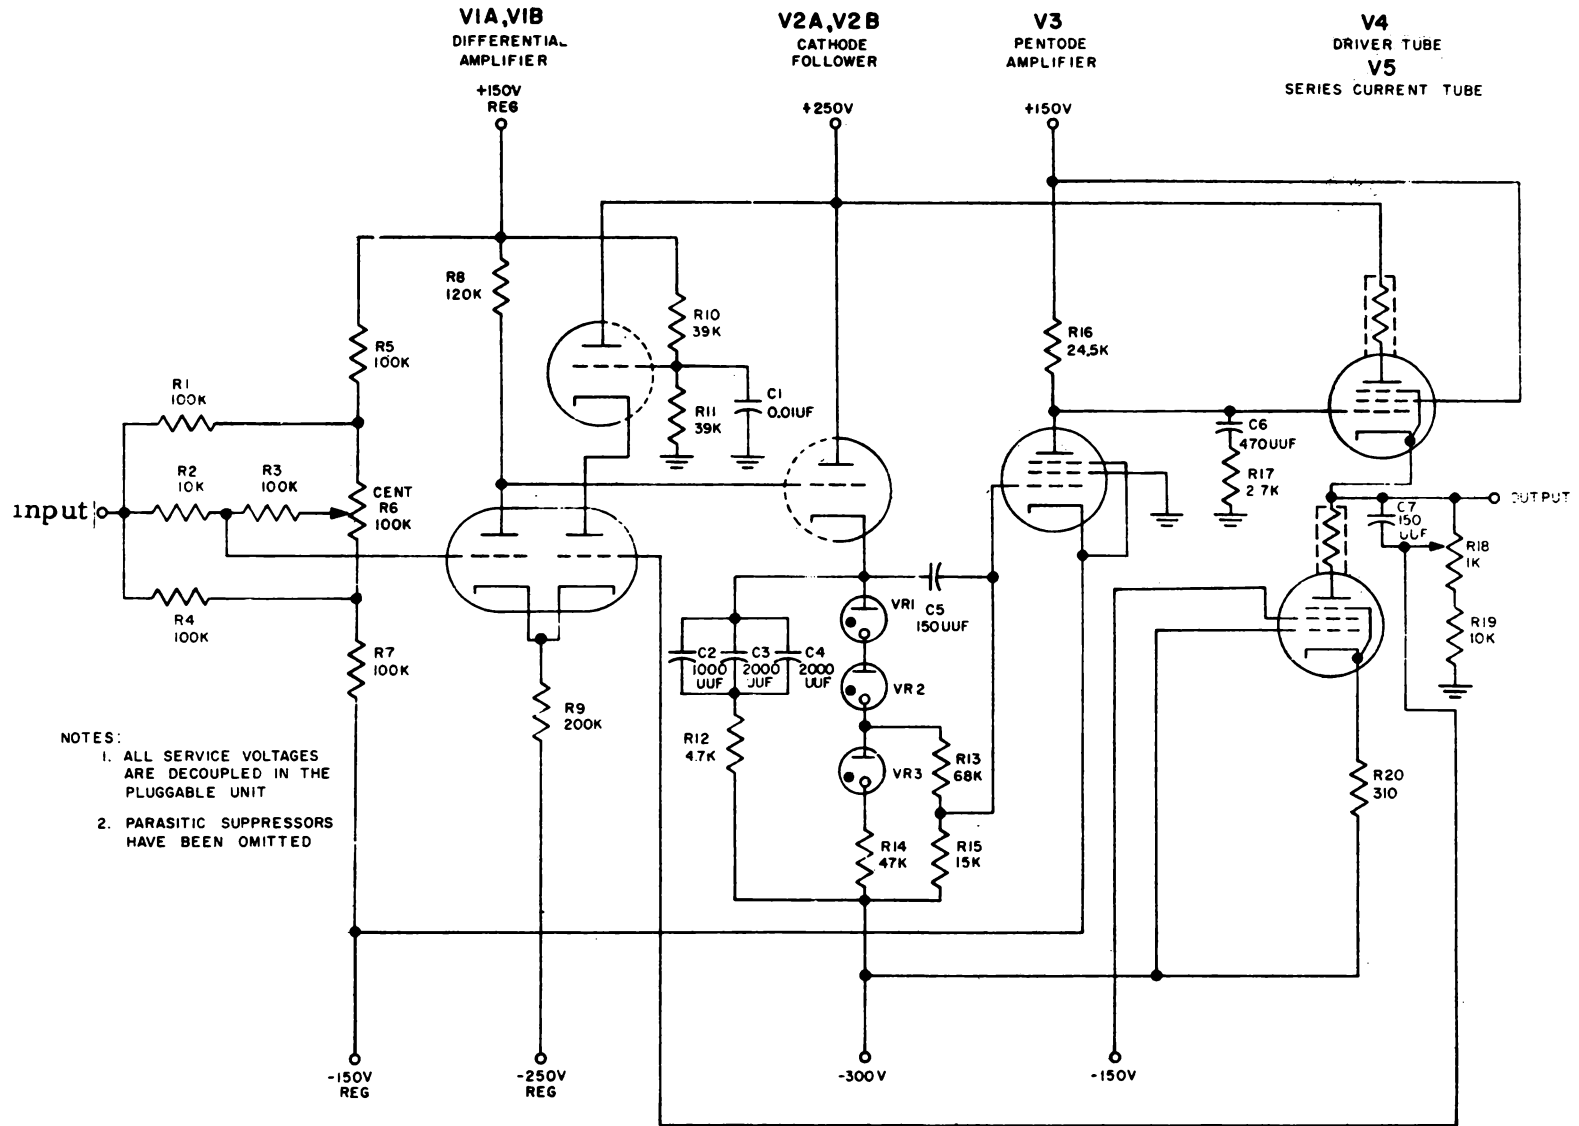 V1A,V1B
DIFFERENTIAL
AMPLIFIER
+150V
REG
V2A,V2B
CATHODE
FOLLOWER
+250V
V3
PENTODE
AMPLIFIER
+150V
V4
DRIVER TUBE
V5
SERIES CURRENT TUBE
R8
120K
R10
39K
R5
100K
R16
24.5K
R1
100K
R11
39K
C1
0.01UF
C6
470UUF
R2
10K
R3
100K
CENT
R6
100K
R17
2.7K
input
OUTPUT
C7
150
UUF
R18
1K
R4
100K
VR1
C5
150UUF
R19
10K
R7
100K
C2
1000
UUF
C3
2000
UUF
C4
2000
UUF
VR2
R9
200K
R12
4.7K
VR3
R13
68K
R20
310
R14
47K
R15
15K
NOTES:
1. ALL SERVICE VOLTAGES
ARE DECOUPLED IN THE
PLUGGABLE UNIT
2. PARASITIC SUPPRESSORS
HAVE BEEN OMITTED
-150V
REG
-250V
REG
-300V
-150V